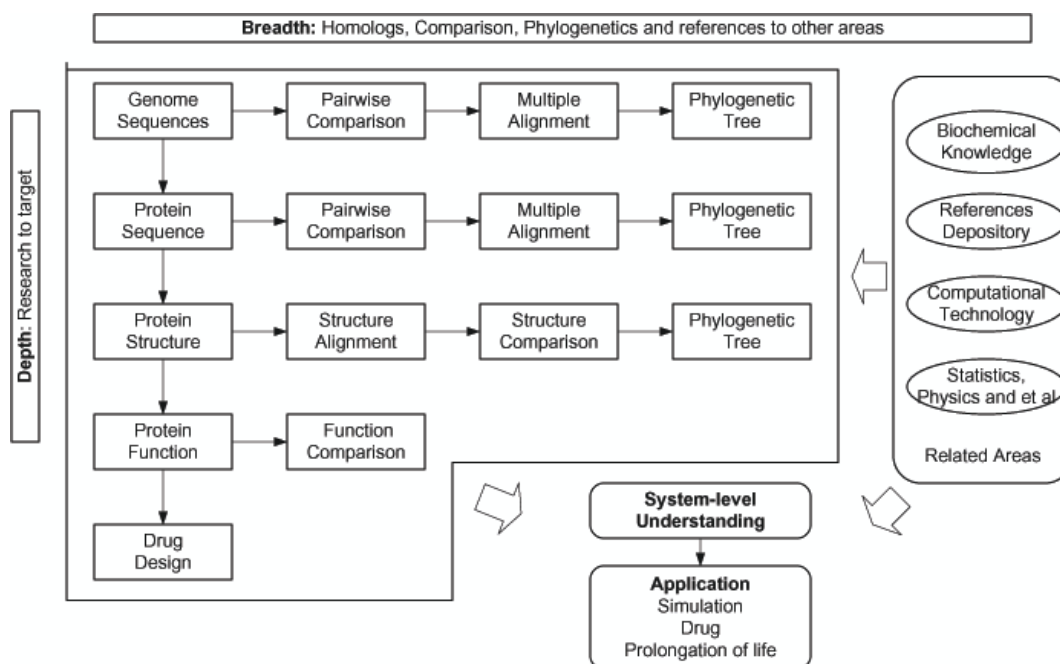 Breadth: Homologs, Comparison, Phylogenetics and references to other areas
Depth: Research to target
Genome
Sequences
Pairwise
Comparison
Multiple
Alignment
Phylogenetic
Tree
Protein
Sequence
Pairwise
Comparison
Multiple
Alignment
Phylogenetic
Tree
Protein
Structure
Structure
Alignment
Structure
Comparison
Phylogenetic
Tree
Protein
Function
Function
Comparison
Drug
Design
Biochemical
Knowledge
References
Depository
Computational
Technology
Statistics,
Physics and et al
Related Areas
System-level
Understanding
Application
Simulation
Drug
Prolongation of life